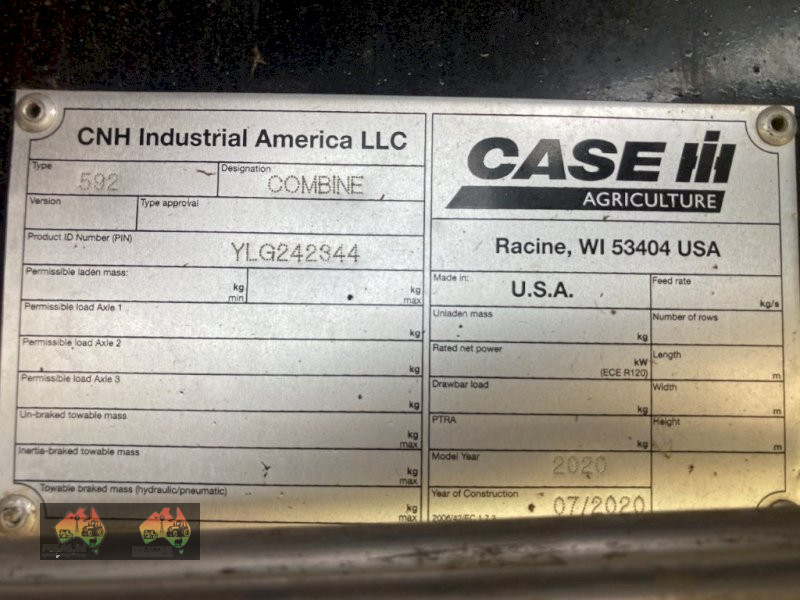 CNH Industrial America LLC
Type
592
Designation
COMBINE
Version
Type approval
Product ID Number (PIN)
YLG242344
Permissible laden mass:
kg
min
kg
max
Permissible load Axle 1
kg
Permissible load Axle 2
kg
Permissible load Axle 3
kg
Un-braked towable mass
kg
max
Inertia-braked towable mass
kg
max
Towable braked mass (hydraulic/pneumatic)
kg
max
CASE IH
AGRICULTURE
Racine, WI 53404 USA
Made in:
U.S.A.
Feed rate
kg/s
Unladen mass
kg
Number of rows
Rated net power
kW
(ECE R120)
Length
m
Drawbar load
kg
Width
m
PTRA
kg
Height
m
Model Year
2020
Year of Construction
07/2020